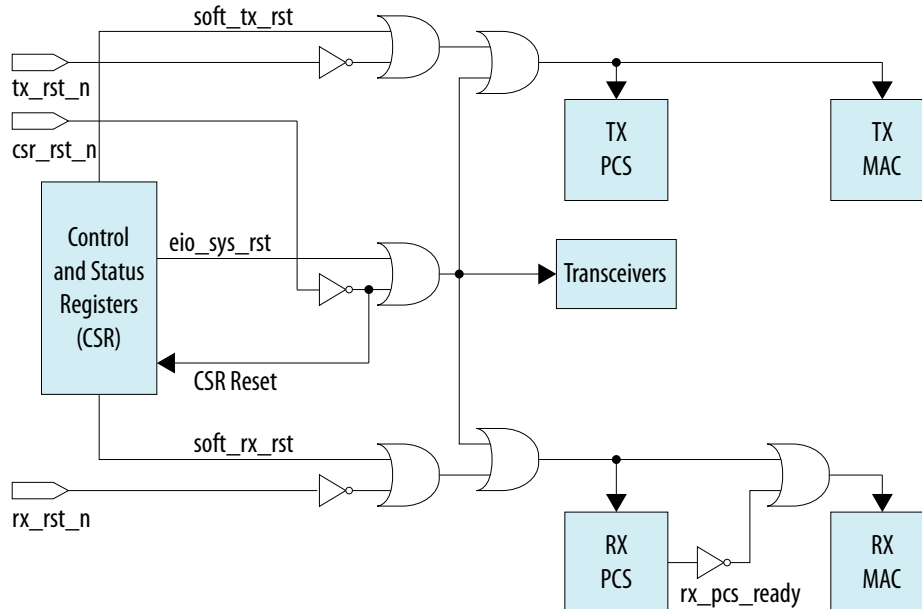 soft_tx_rst
tx_rst_n
csr_rst_n
TX
PCS
TX
MAC
Control
and Status
Registers
(CSR)
eio_sys_rst
Transceivers
CSR Reset
soft_rx_rst
rx_rst_n
RX
PCS
rx_pcs_ready
RX
MAC